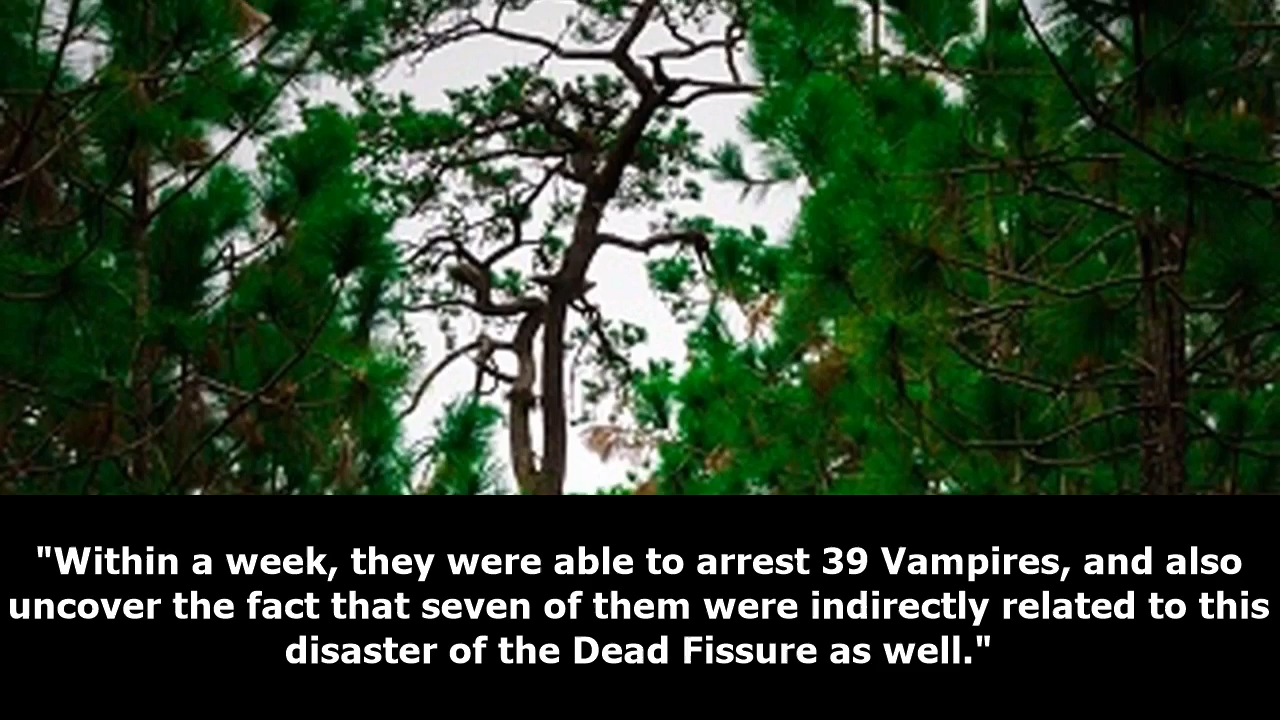 "Within a week, they were able to arrest 39 Vampires, and also
uncover the fact that seven of them were indirectly related to this
disaster of the Dead Fissure as well."